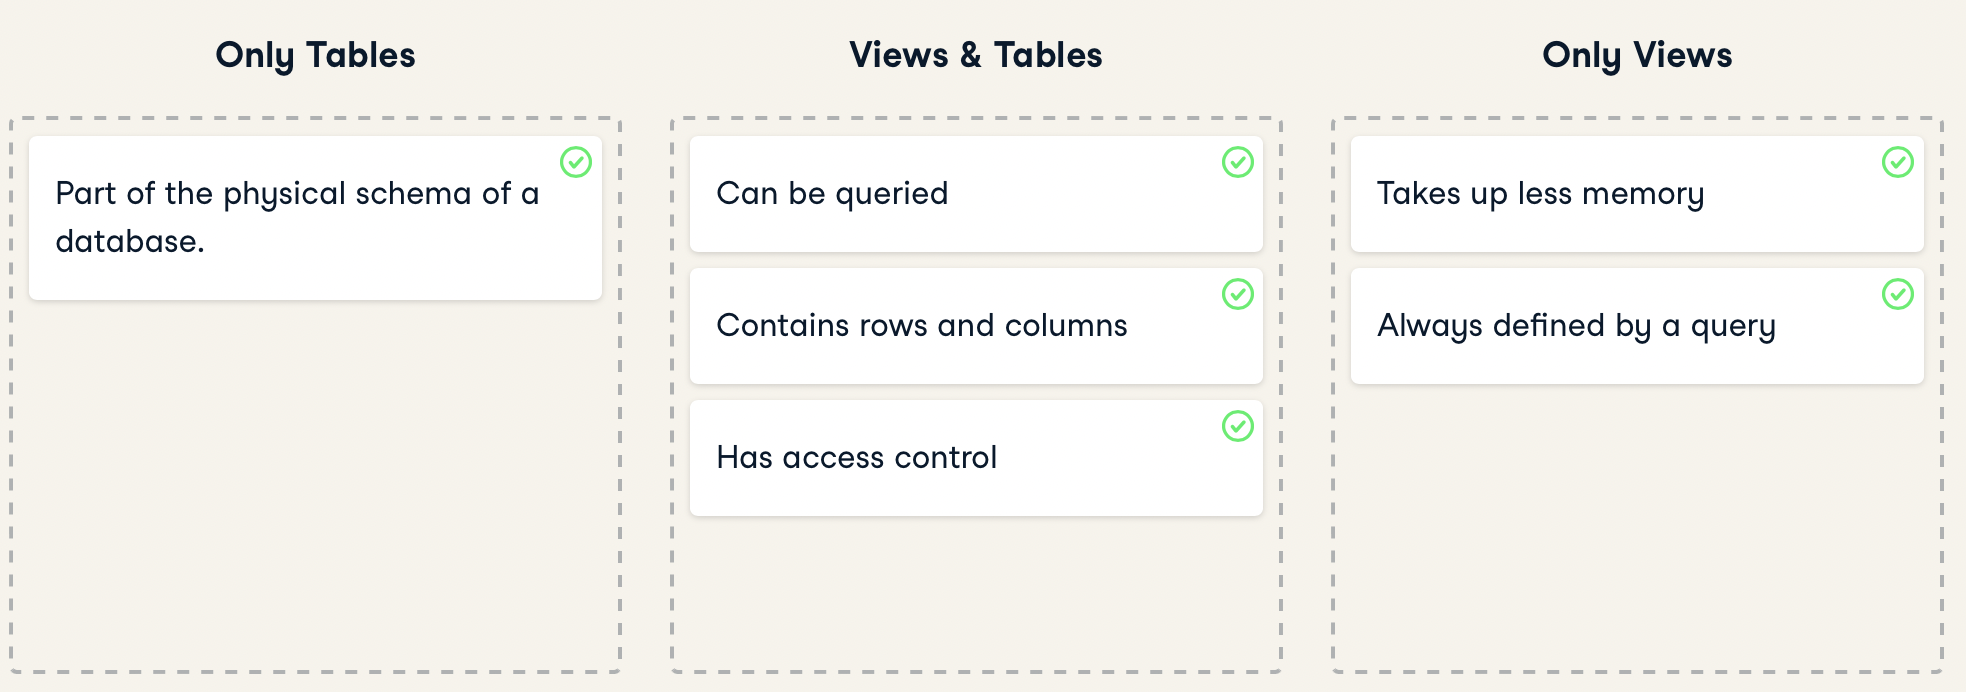 Only Tables
Part of the physical schema of a
database.
Views & Tables
Can be queried
Contains rows and columns
Has access control
Only Views
Takes up less memory
Always defined by a query